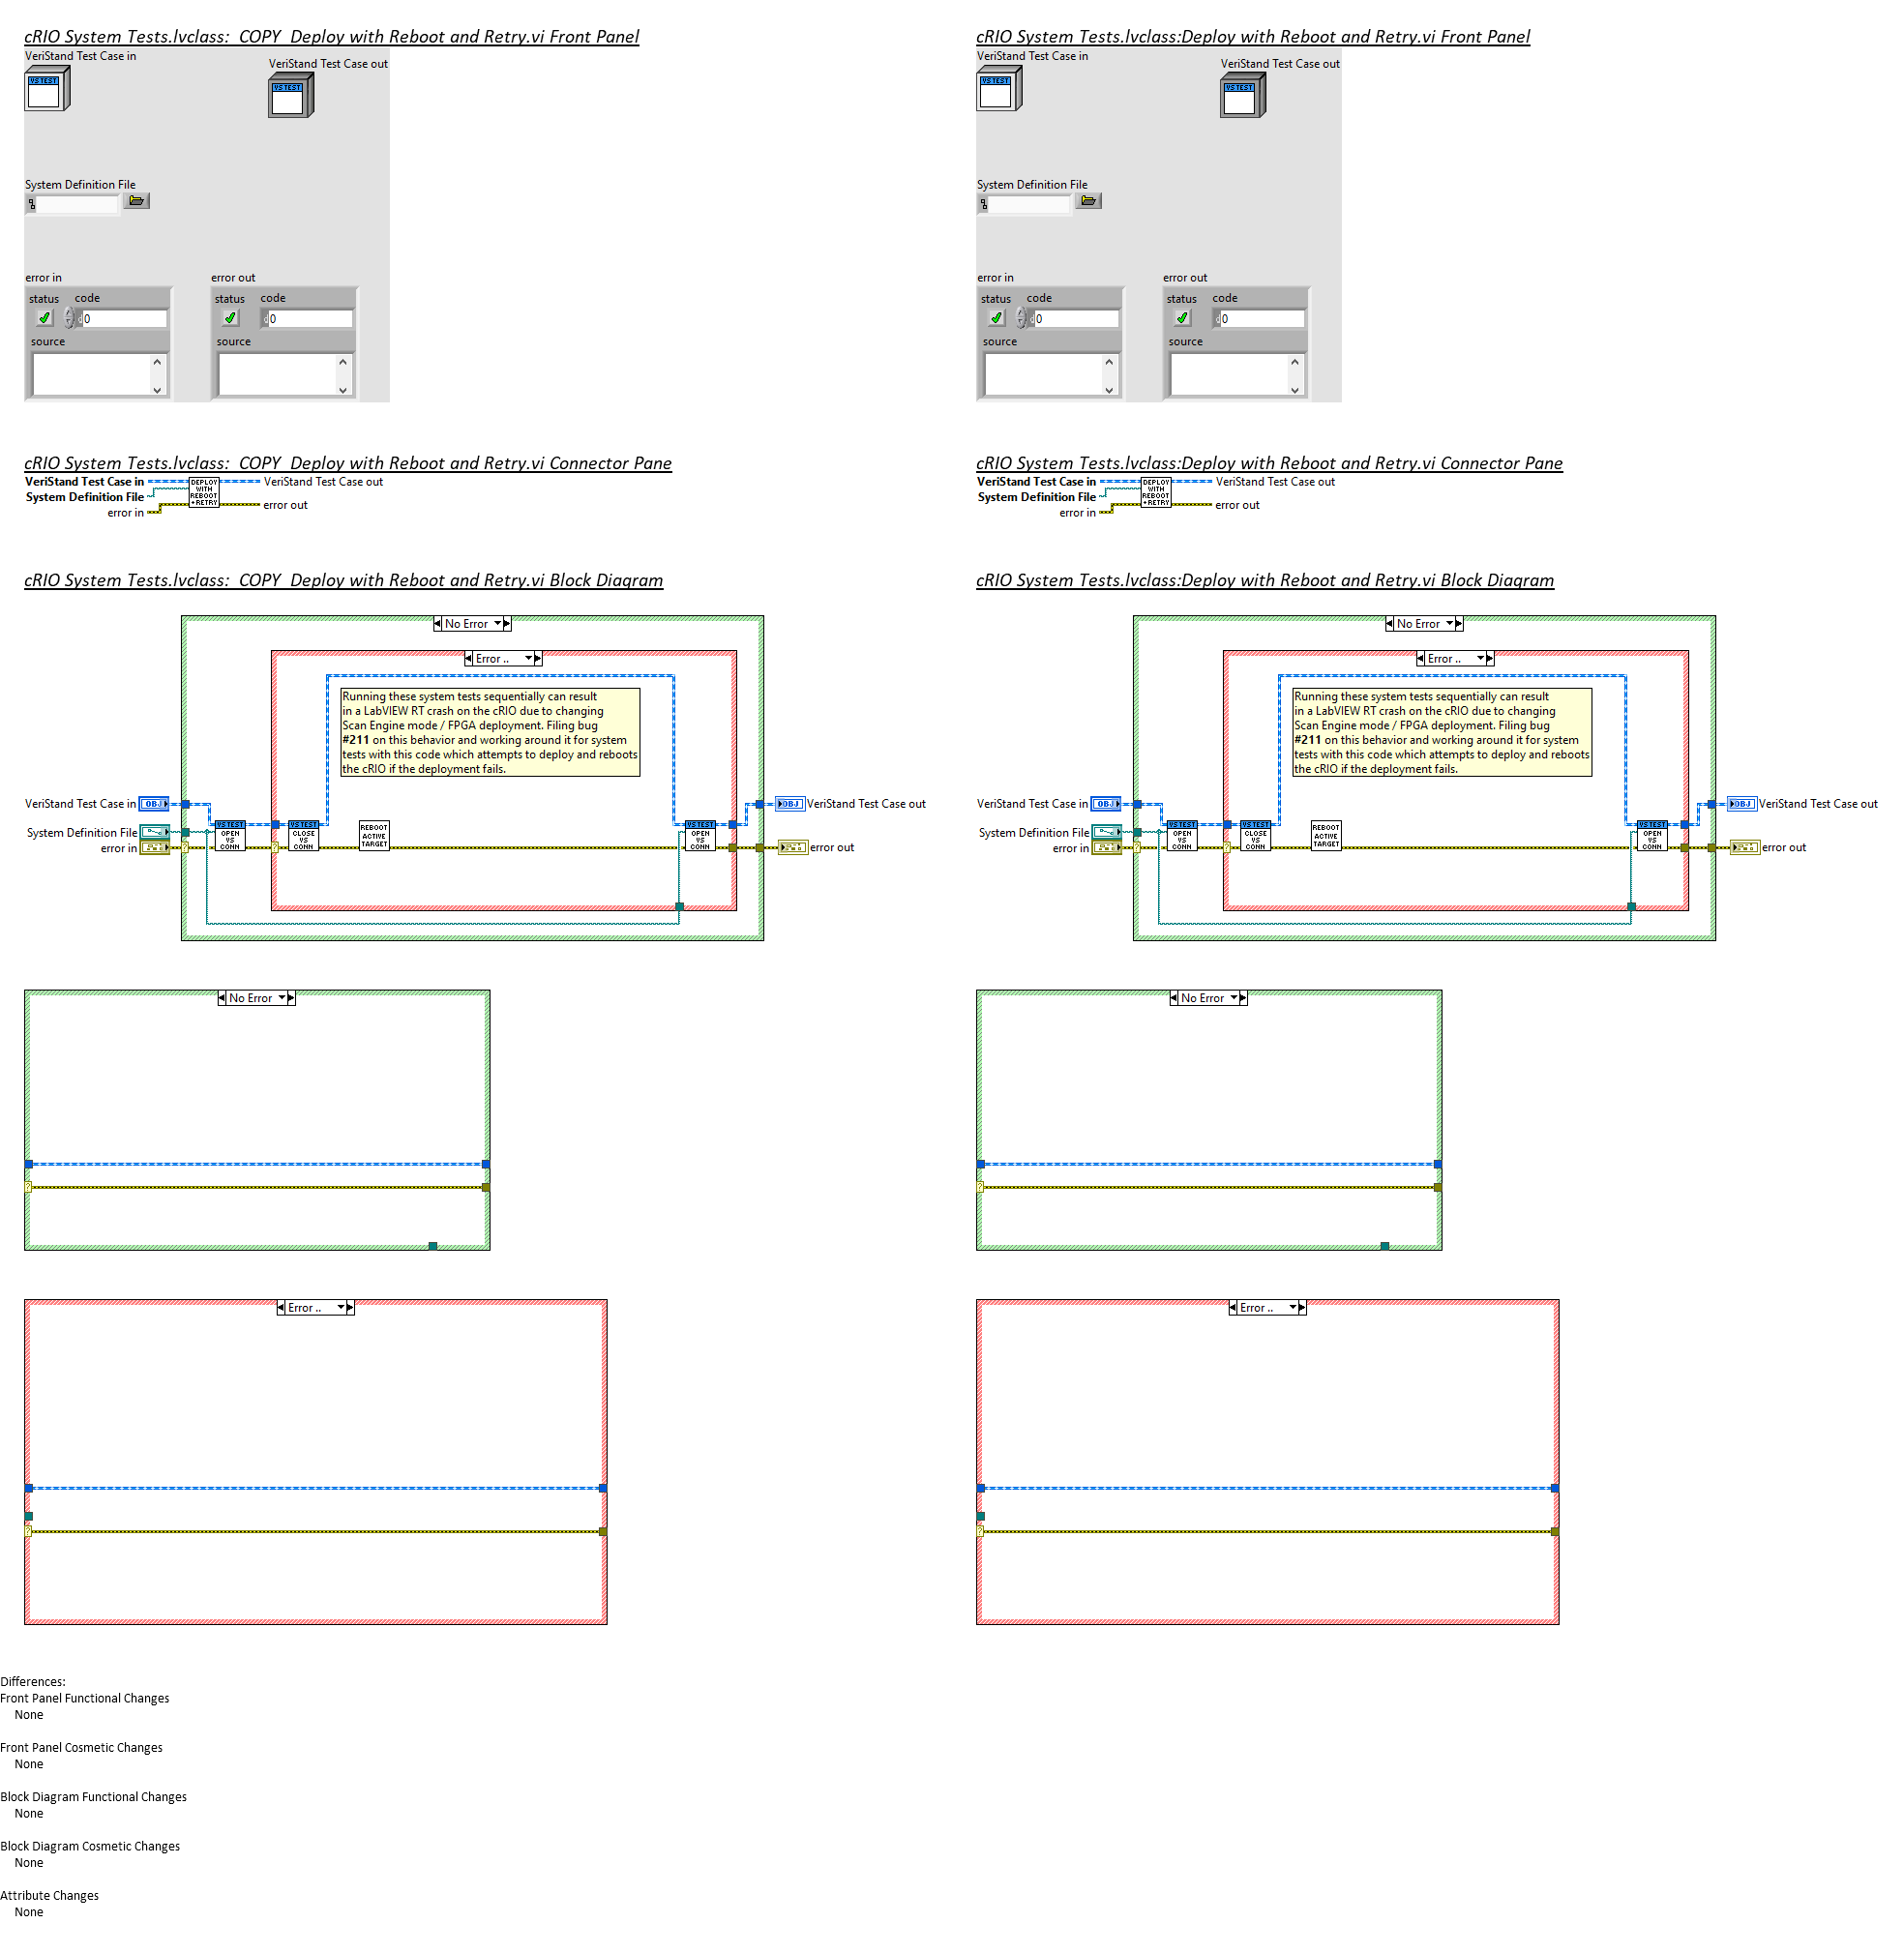 cRIO System Tests.lvclass:  COPY  Deploy with Reboot and Retry.vi Front Panel
VeriStand Test Case in
VeriStand Test Case out
VS TEST
VS TEST
System Definition File
error in
error out
status
code
status
code
0
0
source
source
cRIO System Tests.lvclass:Deploy with Reboot and Retry.vi Front Panel
VeriStand Test Case in
VeriStand Test Case out
VS TEST
VS TEST
System Definition File
error in
error out
status
code
status
code
0
0
source
source
cRIO System Tests.lvclass:  COPY  Deploy with Reboot and Retry.vi Connector Pane
VeriStand Test Case in
System Definition File
error in
DEPLOY
WITH
REBOOT
+RETRY
VeriStand Test Case out
error out
cRIO System Tests.lvclass:Deploy with Reboot and Retry.vi Connector Pane
VeriStand Test Case in
System Definition File
error in
DEPLOY
WITH
REBOOT
+RETRY
VeriStand Test Case out
error out
cRIO System Tests.lvclass:  COPY  Deploy with Reboot and Retry.vi Block Diagram
No Error
Error ..
Running these system tests sequentially can result
in a LabVIEW RT crash on the cRIO due to changing
Scan Engine mode / FPGA deployment. Filing bug
#211 on this behavior and working around it for system
tests with this code which attempts to deploy and reboots
the cRIO if the deployment fails.
VeriStand Test Case in
OBJ
System Definition File
error in
VS TEST
OPEN
VS
CONN
VS TEST
CLOSE
VS
CONN
REBOOT
ACTIVE
TARGET
VS TEST
OPEN
VS
CONN
OBJ
VeriStand Test Case out
error out
cRIO System Tests.lvclass:Deploy with Reboot and Retry.vi Block Diagram
No Error
Error ..
Running these system tests sequentially can result
in a LabVIEW RT crash on the cRIO due to changing
Scan Engine mode / FPGA deployment. Filing bug
#211 on this behavior and working around it for system
tests with this code which attempts to deploy and reboots
the cRIO if the deployment fails.
VeriStand Test Case in
OBJ
System Definition File
error in
VS TEST
OPEN
VS
CONN
VS TEST
CLOSE
VS
CONN
REBOOT
ACTIVE
TARGET
VS TEST
OPEN
VS
CONN
OBJ
VeriStand Test Case out
error out
No Error
No Error
Error ..
Error ..
Differences:
Front Panel Functional Changes
None
Front Panel Cosmetic Changes
None
Block Diagram Functional Changes
None
Block Diagram Cosmetic Changes
None
Attribute Changes
None